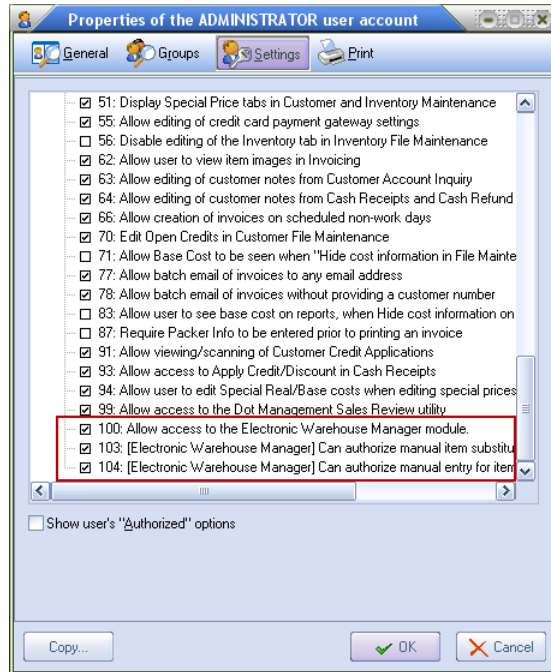 Properties of the ADMINISTRATOR user account
General Groups Settings Print
51: Display Special Price tabs in Customer and Inventory Maintenance
55: Allow editing of credit card payment gateway settings
56: Disable editing of the Inventory tab in Inventory File Maintenance
62: Allow user to view item images in Invoicing
63: Allow editing of customer notes from Customer Account Inquiry
64: Allow editing of customer notes from Cash Receipts and Cash Refund
66: Allow creation of invoices on scheduled non-work days
70: Edit Open Credits in Customer File Maintenance
71: Allow Base Cost to be seen when "Hide cost information in File Mainte
77: Allow batch email of invoices to any email address
78: Allow batch email of invoices without providing a customer number
83: Allow user to see base cost on reports, when Hide cost information on
87: Require Packer Info to be entered prior to printing an invoice
91: Allow viewing/scanning of Customer Credit Applications
93: Allow access to Apply Credit/Discount in Cash Receipts
94: Allow user to edit Special Real/Base costs when editing special prices
99: Allow access to the Dot Management Sales Review utility
100: Allow access to the Electronic Warehouse Manager module.
103: [Electronic Warehouse Manager] Can authorize manual item substitu
104: [Electronic Warehouse Manager] Can authorize manual entry for item
Show user's "Authorized" options
Copy... OK Cancel